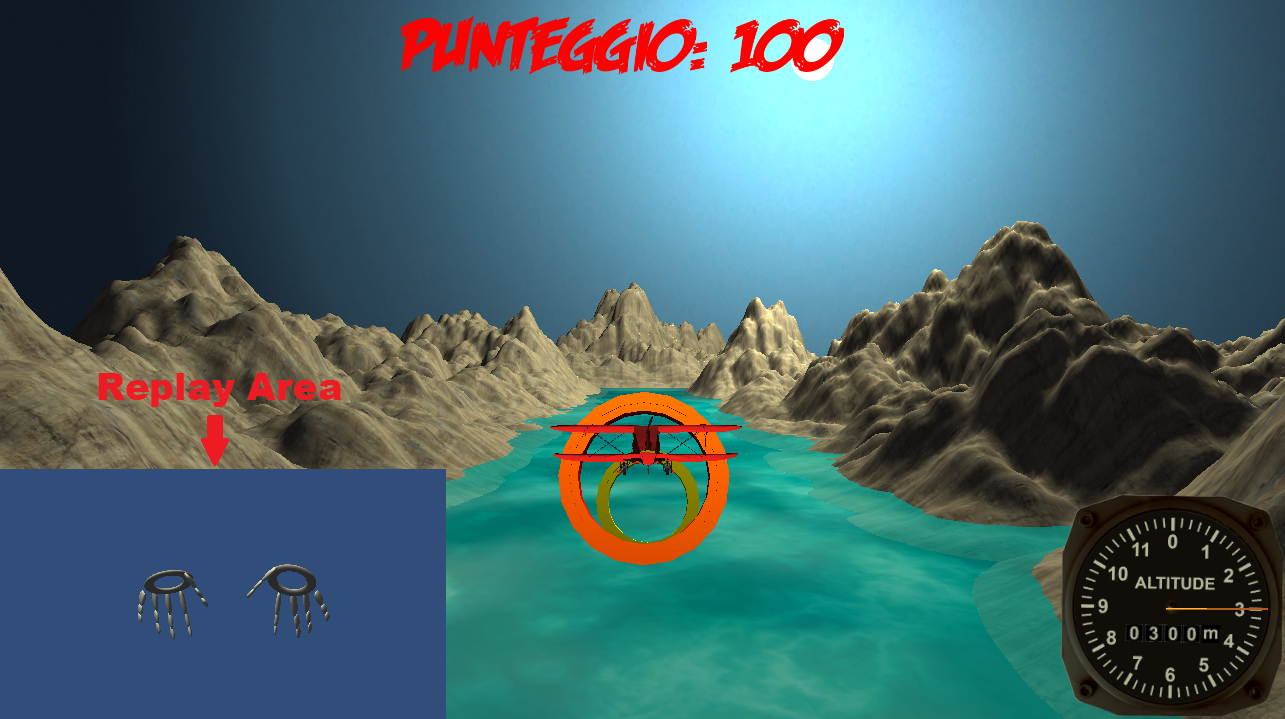 PUNTEGGIO: 100
Replay Area
0
11 1
10 2
ALTITUDE
9 3
0300m
8 4
7 5
6